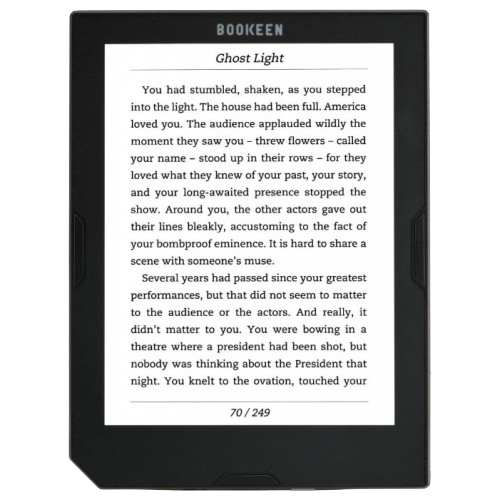 BOOKEEN
Ghost Light
You had stumbled, shaken, as you stepped
into the light. The house had been full. America
loved you. The audience applauded wildly the
moment they saw you – threw flowers – called
your name – stood up in their rows – for they
loved what they knew of your past, your story,
and your long-awaited presence stopped the
show. Around you, the other actors gave out
their lines bleakly, accustoming to the fact of
your bombproof eminence. It is hard to share a
scene with someone's muse.
Several years had passed since your greatest
performances, but that did not seem to matter
to the audience or the actors. And really, it
didn't matter to you. You were bowing in a
theatre where a president had been shot, but
nobody was thinking about the President that
night. You knelt to the ovation, touched your
70 / 249